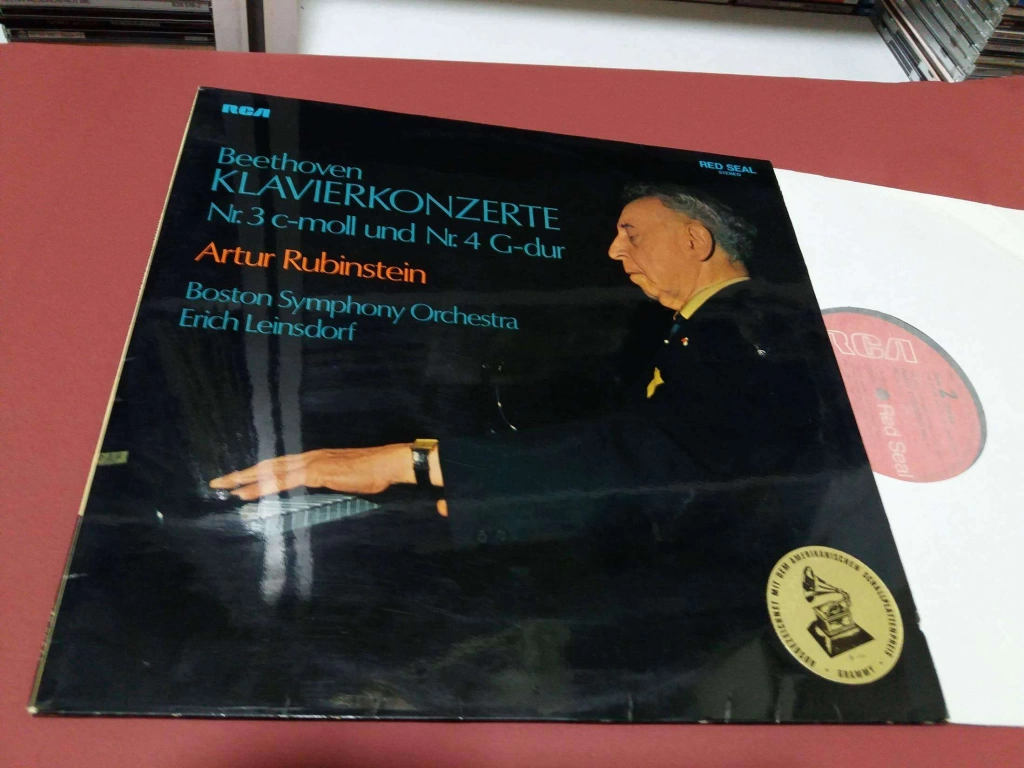 RCA
RED SEAL
STEREO
Beethoven
KLAVIERKONZERTE
Nr. 3 c-moll und Nr. 4 G-dur
Artur Rubinstein
Boston Symphony Orchestra
Erich Leinsdorf
RCA
2
Red Seal
AUSGEZEICHNET MIT DEM AMERIKANISCHEN SCHALLPLATTENPREIS
• GRAMMY •